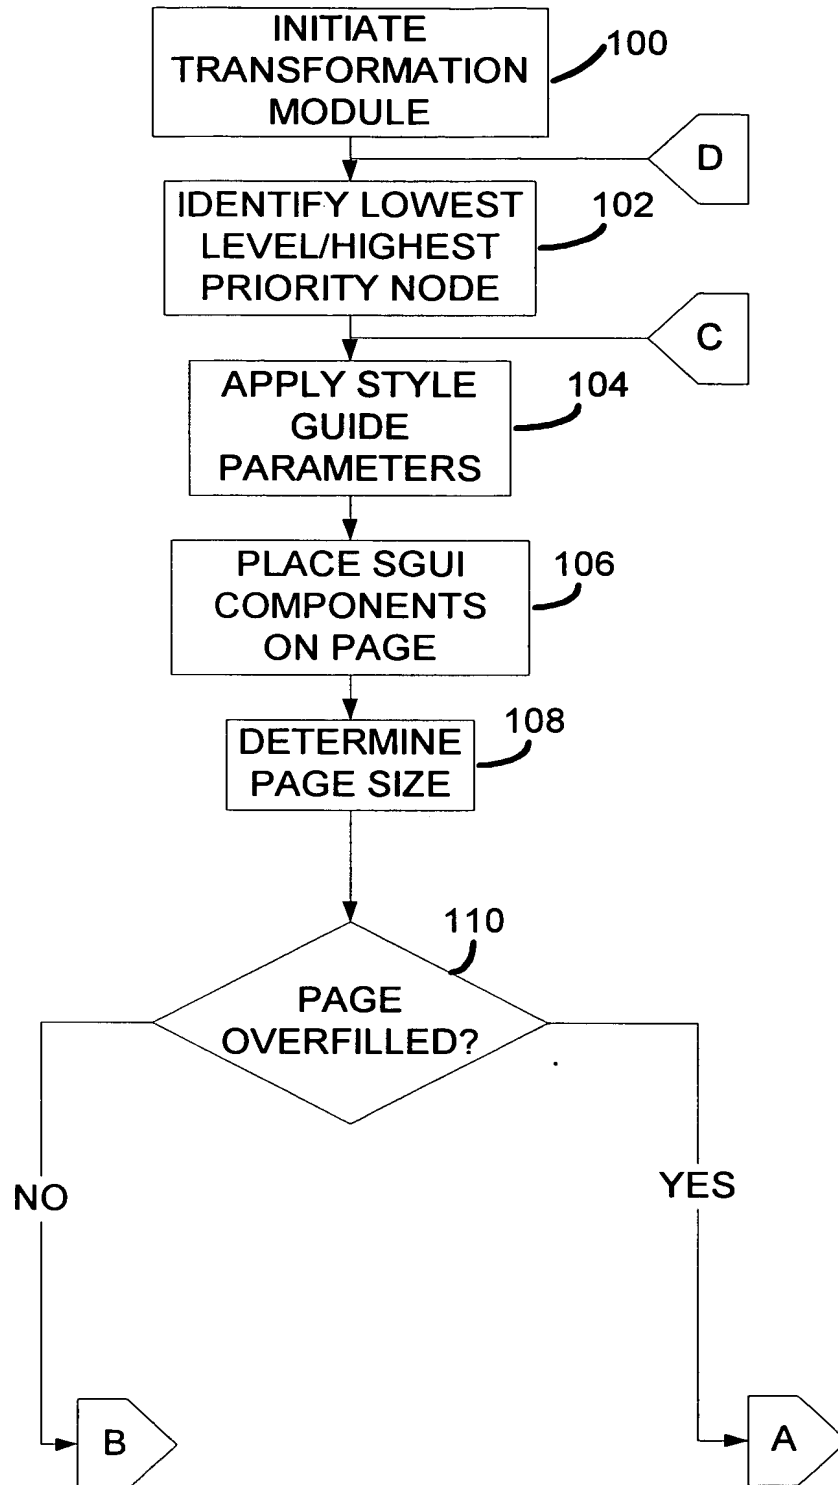 INITIATE
TRANSFORMATION
MODULE
100
D
IDENTIFY LOWEST
LEVEL/HIGHEST
PRIORITY NODE
102
C
APPLY STYLE
GUIDE
PARAMETERS
104
PLACE SGUI
COMPONENTS
ON PAGE
106
DETERMINE
PAGE SIZE
108
110
PAGE
OVERFILLED?
NO
YES
B
A